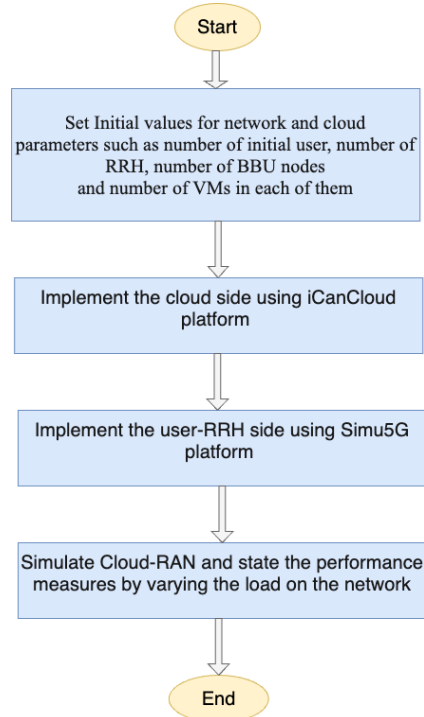 Start
Set Initial values for network and cloud
parameters such as number of initial user, number of
RRH, number of BBU nodes
and number of VMs in each of them
Implement the cloud side using iCanCloud
platform
Implement the user-RRH side using Simu5G
platform
Simulate Cloud-RAN and state the performance
measures by varying the load on the network
End